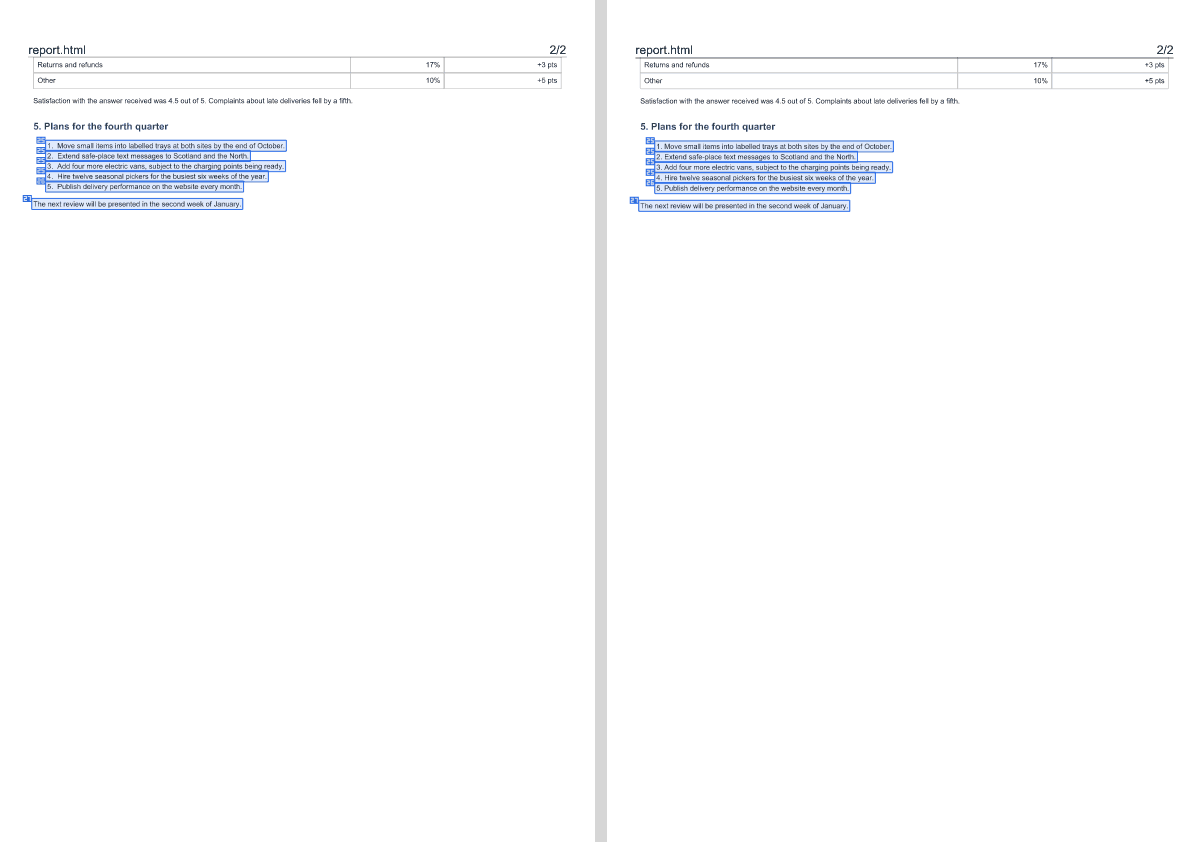 report.html 2/2
Returns and refunds 17% +3 pts
Other 10% +5 pts
Satisfaction with the answer received was 4.5 out of 5. Complaints about late deliveries fell by a fifth.
5. Plans for the fourth quarter
1. Move small items into labelled trays at both sites by the end of October.
2. Extend safe-place text messages to Scotland and the North.
3. Add four more electric vans, subject to the charging points being ready.
4. Hire twelve seasonal pickers for the busiest six weeks of the year.
5. Publish delivery performance on the website every month.
The next review will be presented in the second week of January.
report.html 2/2
Returns and refunds 17% +3 pts
Other 10% +5 pts
Satisfaction with the answer received was 4.5 out of 5. Complaints about late deliveries fell by a fifth.
5. Plans for the fourth quarter
1. Move small items into labelled trays at both sites by the end of October.
2. Extend safe-place text messages to Scotland and the North.
3. Add four more electric vans, subject to the charging points being ready.
4. Hire twelve seasonal pickers for the busiest six weeks of the year.
5. Publish delivery performance on the website every month.
The next review will be presented in the second week of January.